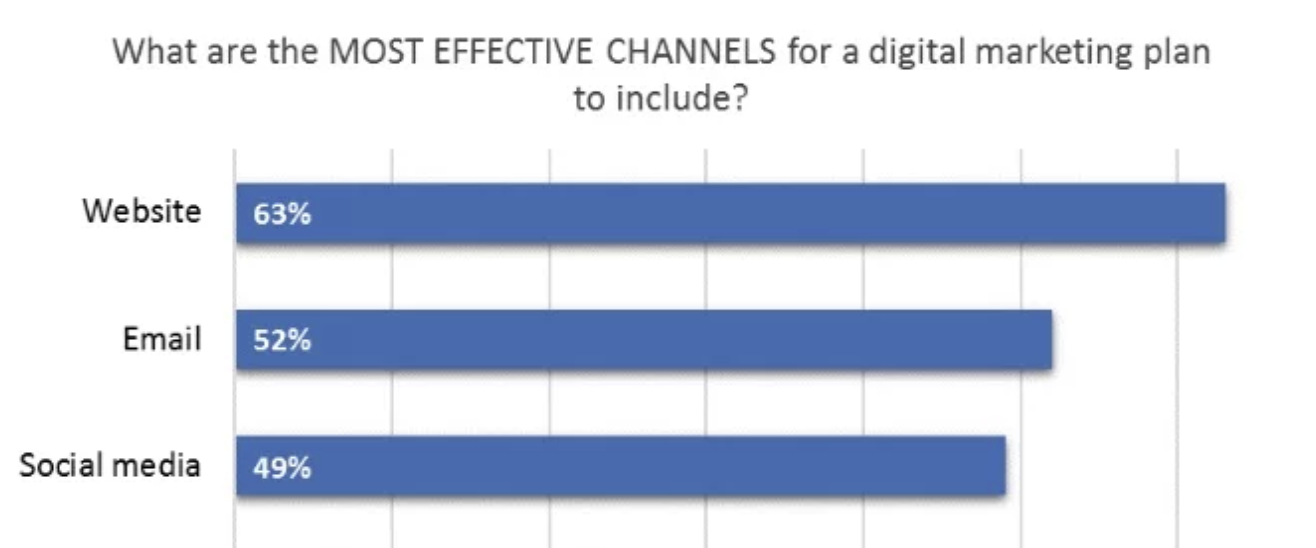 What are the MOST EFFECTIVE CHANNELS for a digital marketing plan
to include?
Website 63%
Email 52%
Social media 49%